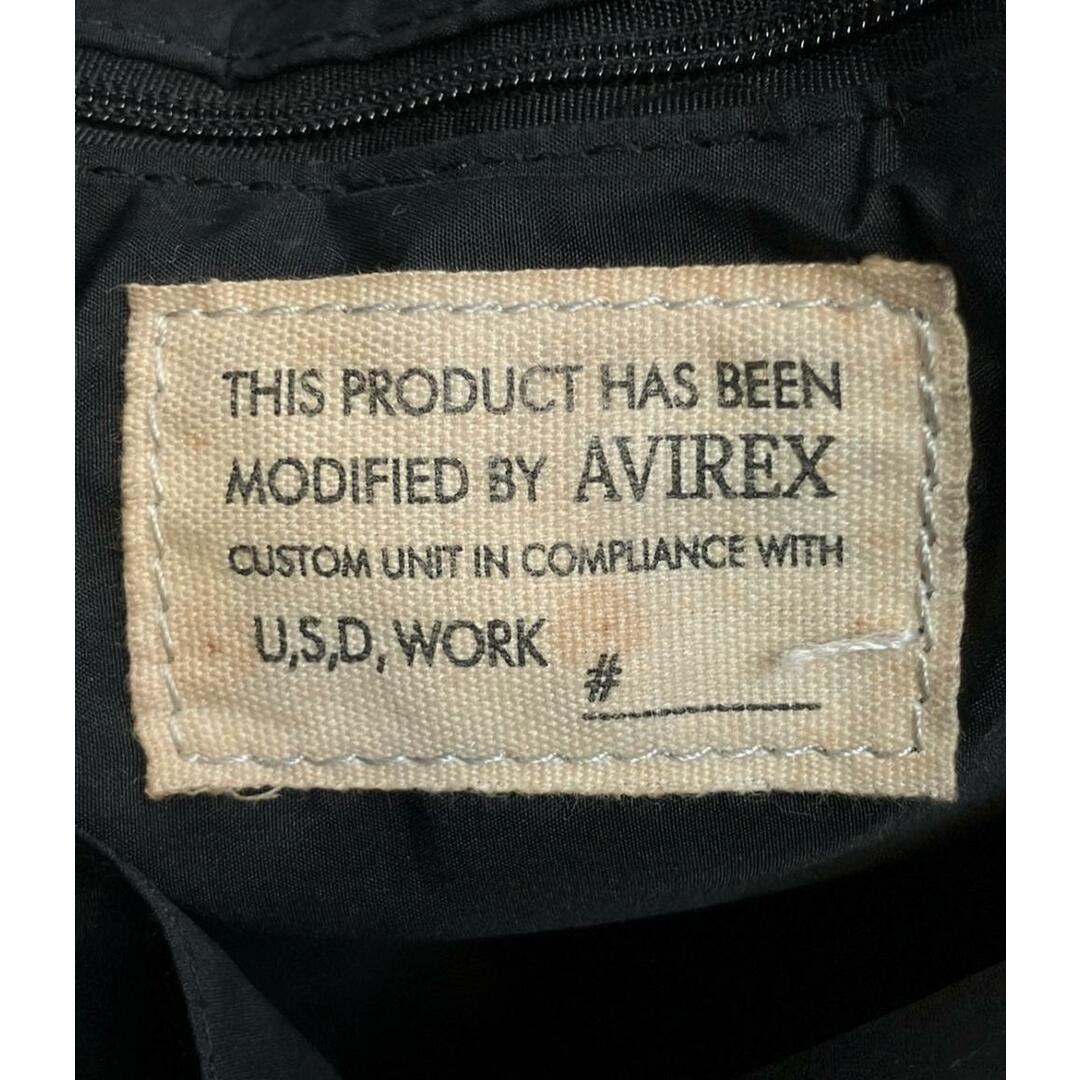 THIS PRODUCT HAS BEEN
MODIFIED BY AVIREX
CUSTOM UNIT IN COMPLIANCE WITH
U,S,D, WORK #